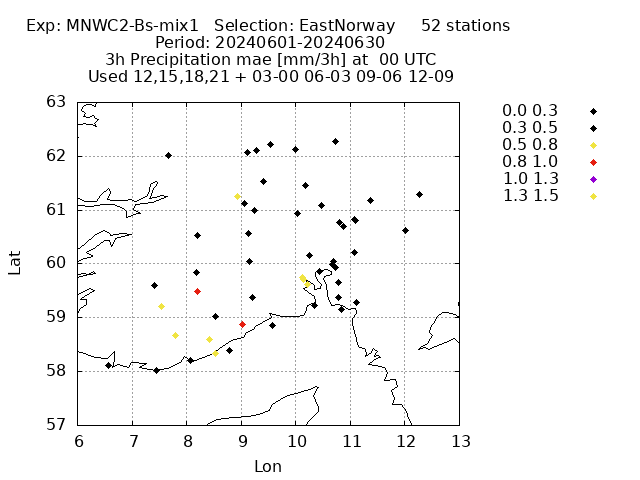 Exp: MNWC2-Bs-mix1 Selection: EastNorway 52 stations
Period: 20240601-20240630
3h Precipitation mae [mm/3h] at 00 UTC
Used 12,15,18,21 + 03-00 06-03 09-06 12-09
63
62
61
60
59
58
57
Lat
6 7 8 9 10 11 12 13
Lon
0.0 0.3
0.3 0.5
0.5 0.8
0.8 1.0
1.0 1.3
1.3 1.5